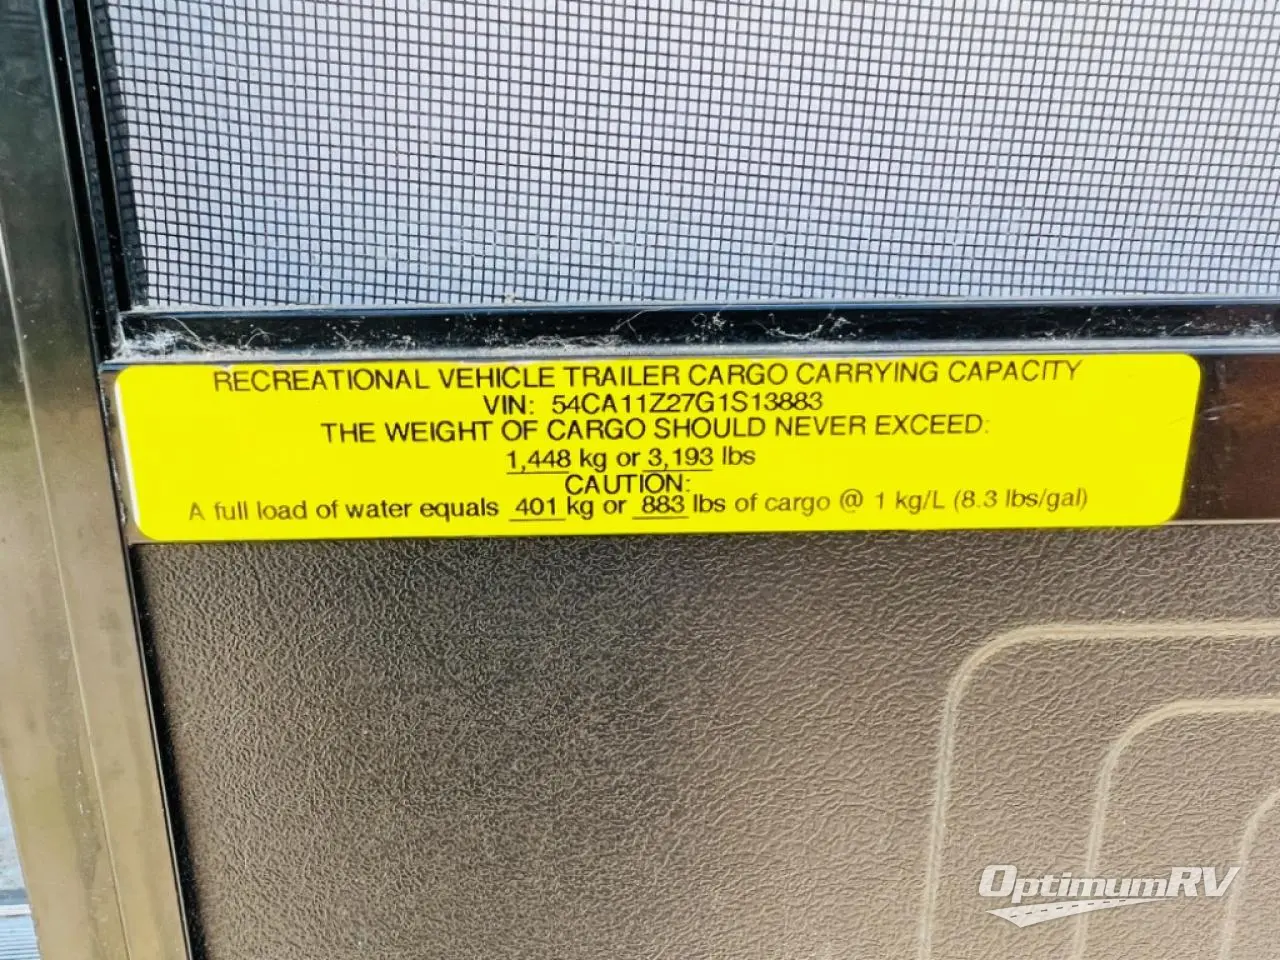 RECREATIONAL VEHICLE TRAILER CARGO CARRYING CAPACITY
VIN: 54CA11Z27G1S13883
THE WEIGHT OF CARGO SHOULD NEVER EXCEED:
1,448 kg or 3,193 lbs
CAUTION:
A full load of water equals 401 kg or 883 lbs of cargo @ 1 kg/L (8.3 lbs/gal)
OptimumRV